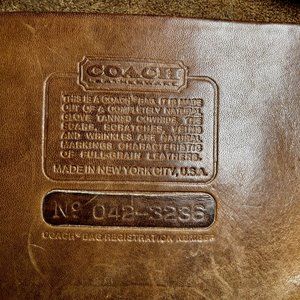 COACH
LEATHERWARE
THIS IS A COACH® BAG. IT IS MADE
OUT OF A COMPLETELY NATURAL
GLOVE TANNED COWHIDE. THE
SCARS, SCRATCHES, VEINS
AND WRINKLES ARE NATURAL
MARKINGS CHARACTERISTIC
OF FULL-GRAIN LEATHERS.
MADE IN NEW YORK CITY, U.S.A.
No 042-3235
COACH® BAG REGISTRATION NUMBER